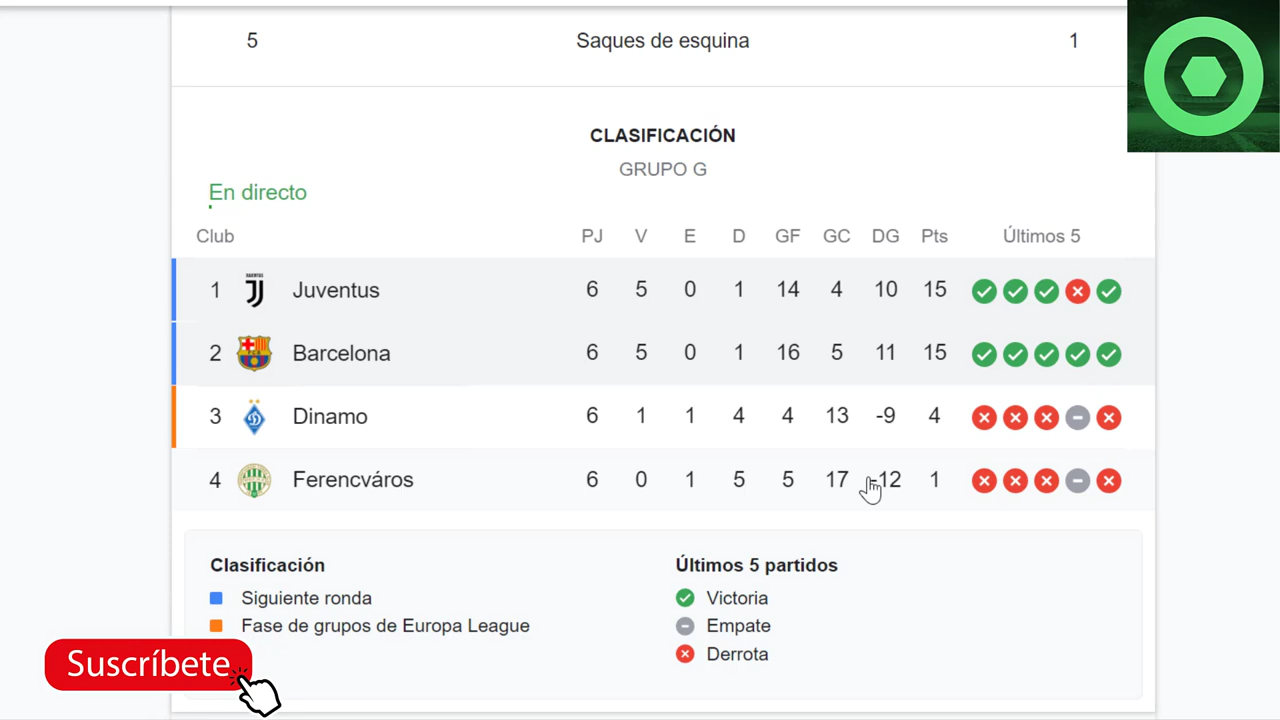 5 Saques de esquina 1
CLASIFICACIÓN
GRUPO G
En directo
Club PJ V E D GF GC DG Pts Últimos 5
1 Juventus 6 5 0 1 14 4 10 15
2 Barcelona 6 5 0 1 16 5 11 15
3 Dinamo 6 1 1 4 4 13 -9 4
4 Ferencváros 6 0 1 5 5 17 -12 1
Clasificación
Siguiente ronda
Fase de grupos de Europa League
Últimos 5 partidos
Victoria
Empate
Derrota
Suscríbete